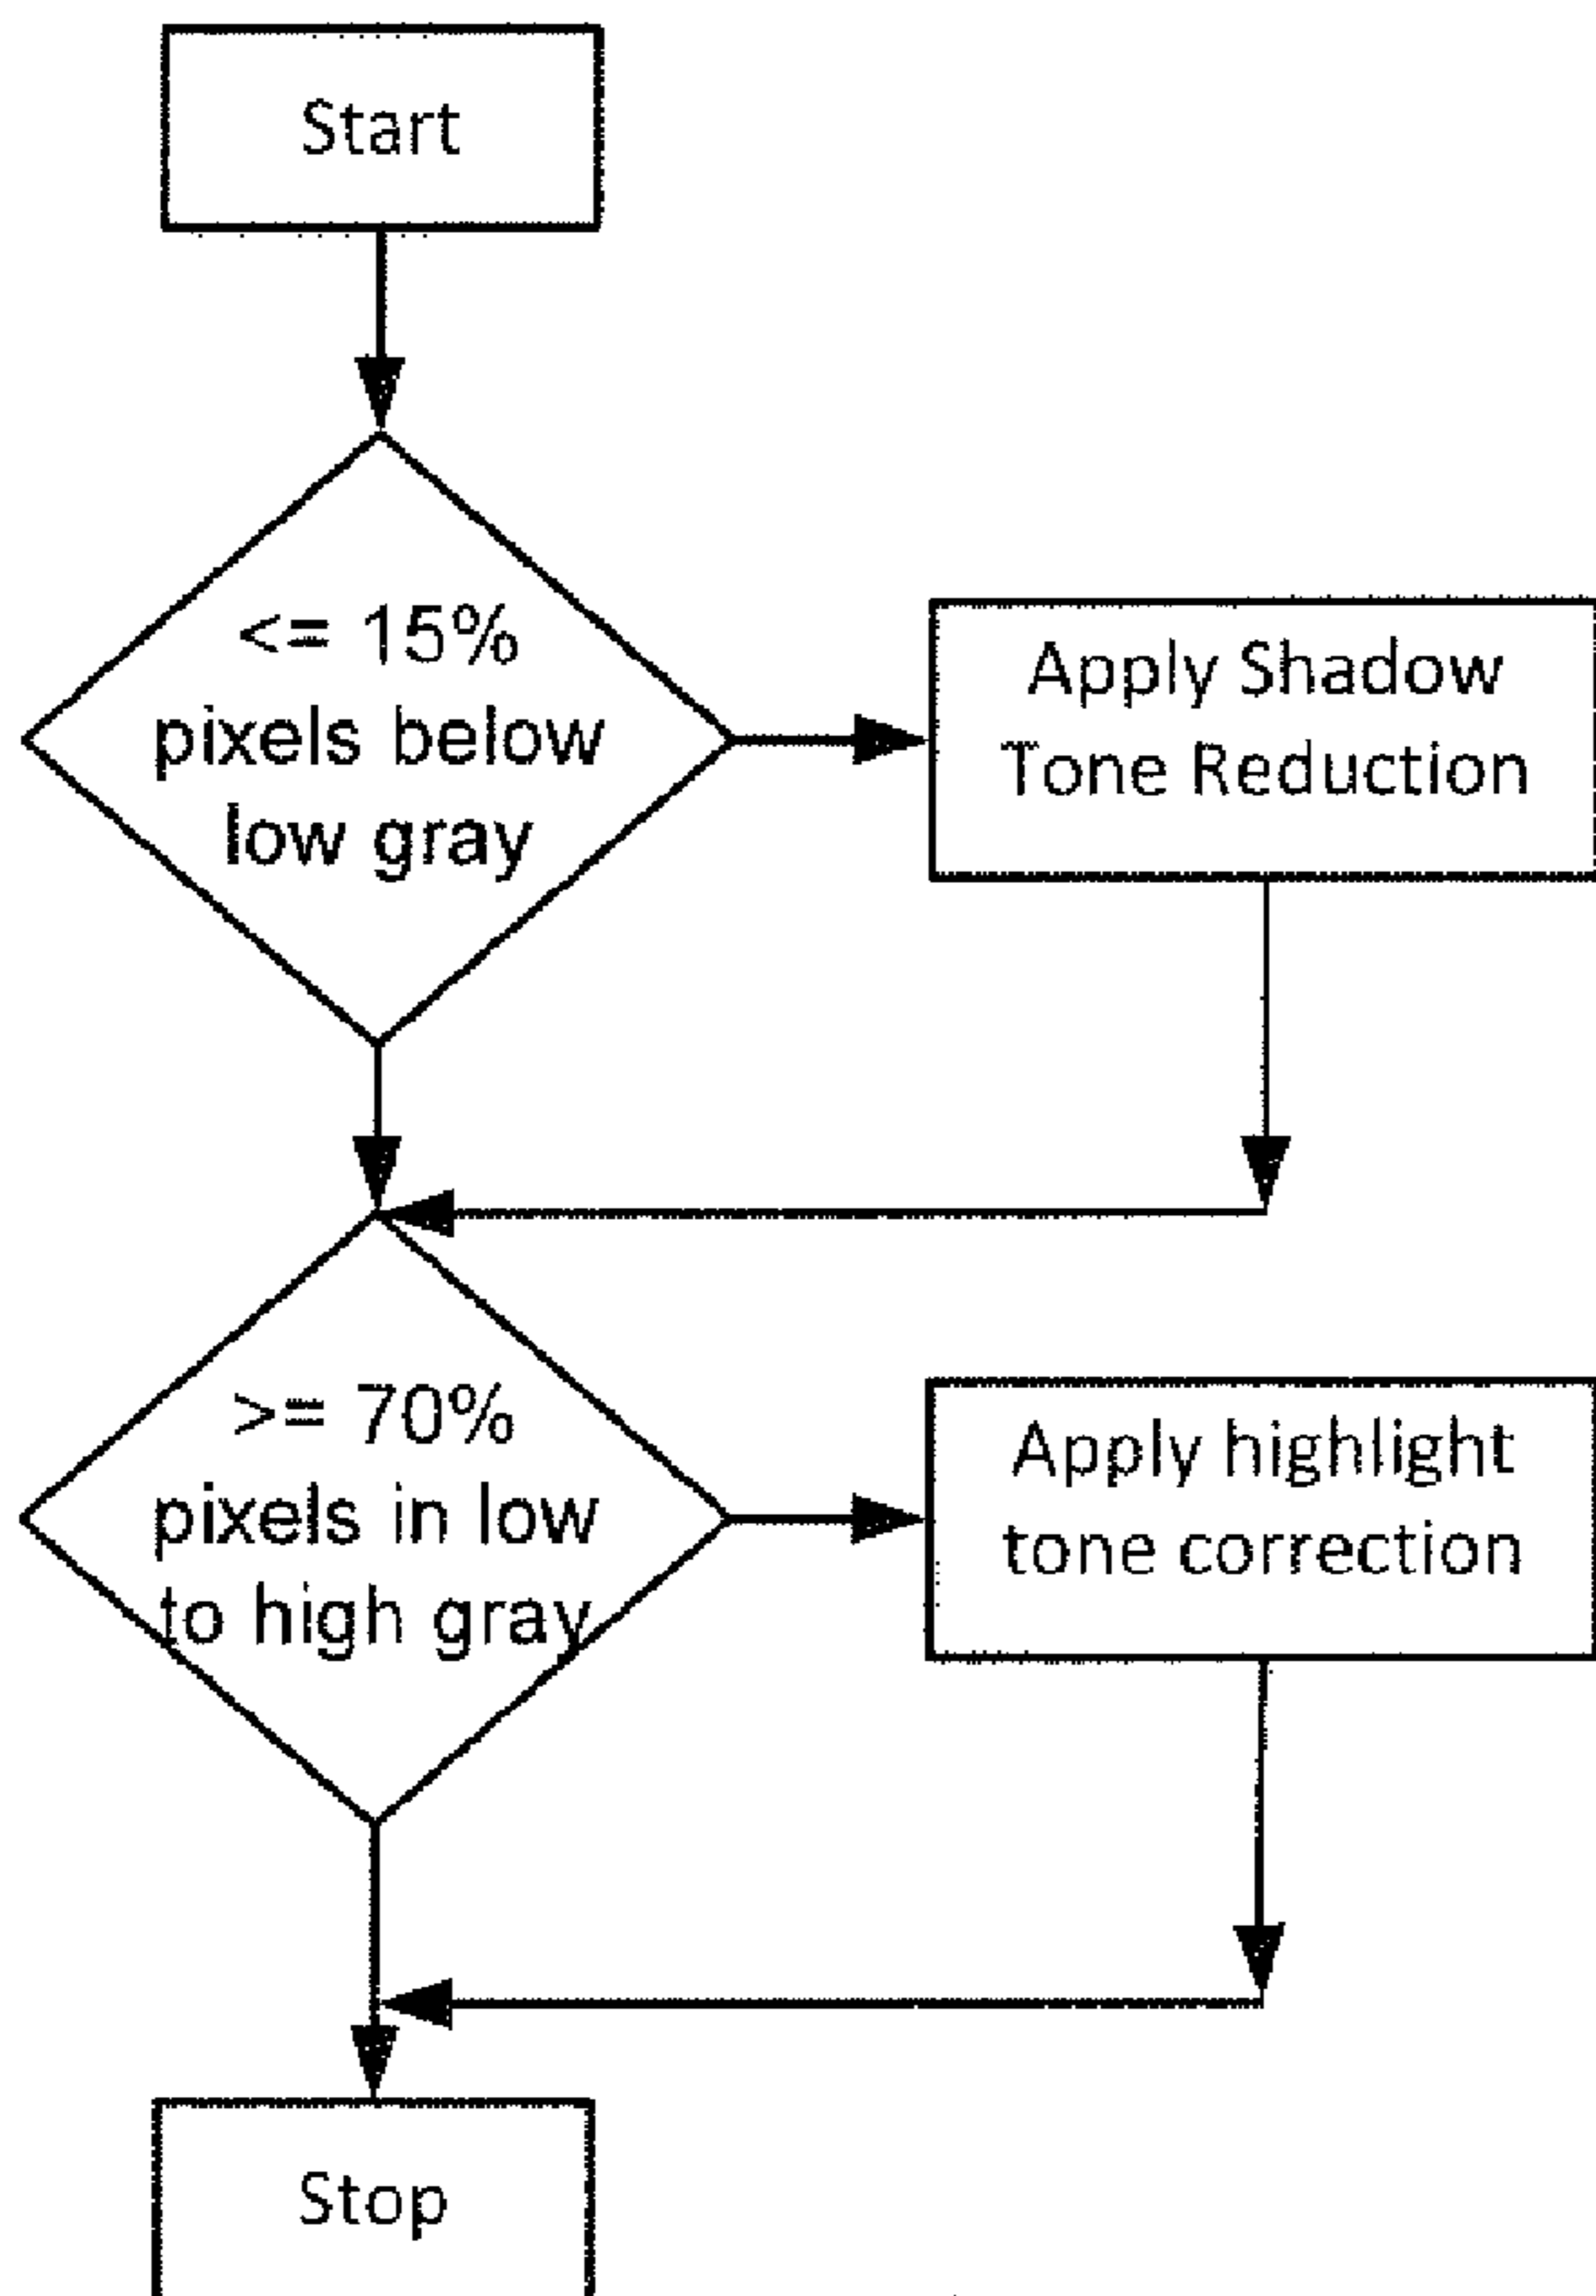 Start
<= 15%
pixels below
low gray
Apply Shadow
Tone Reduction
>= 70%
pixels in low
to high gray
Apply highlight
tone correction
Stop